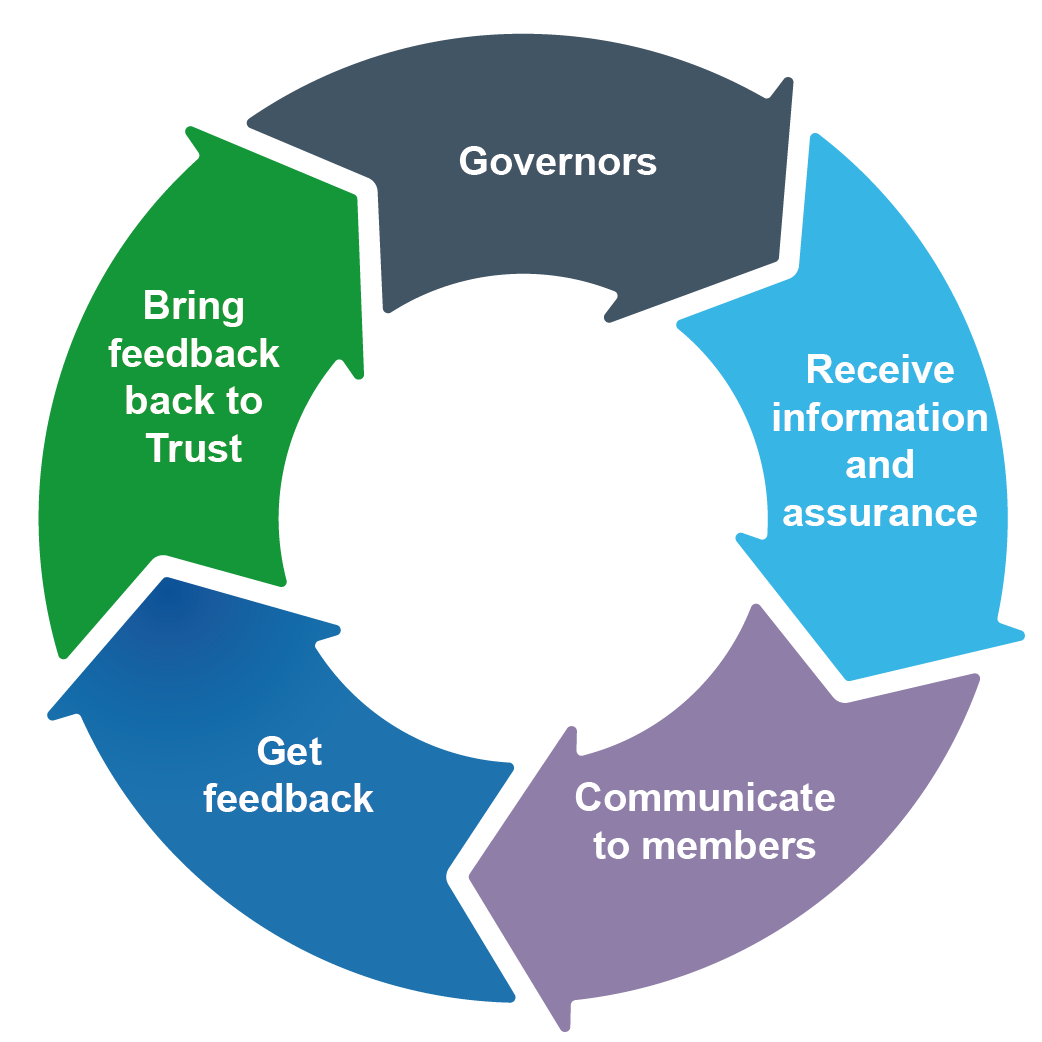 Governors
Receive
information
and
assurance
Communicate
to members
Get
feedback
Bring
feedback
back to
Trust